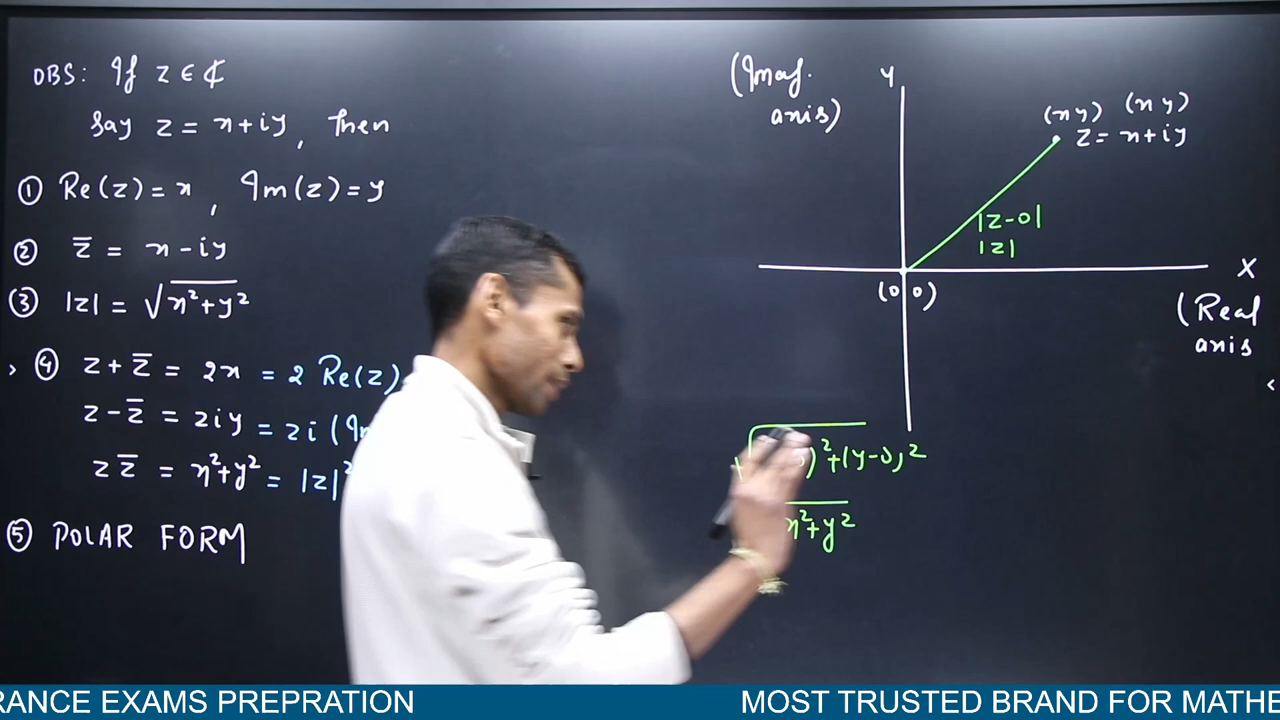 OBS: If z ∈ ℂ
Say z = x+iy, Then
① Re(z) = x, Im(z) = y
② z̅ = x - iy
③ |z| = √x²+y²
④ z + z̅ = 2x = 2 Re(z)
z - z̅ = 2iy = 2i (Im
z z̅ = x²+y² = |z|²
⑤ POLAR FORM
(Imag. axis)
Y
(x y) (x y)
z = x+iy
|z-0|
|z|
(0 0)
X
(Real axis
)²+(y-0)²
x²+y²
RANCE EXAMS PREPRATION
MOST TRUSTED BRAND FOR MATHE